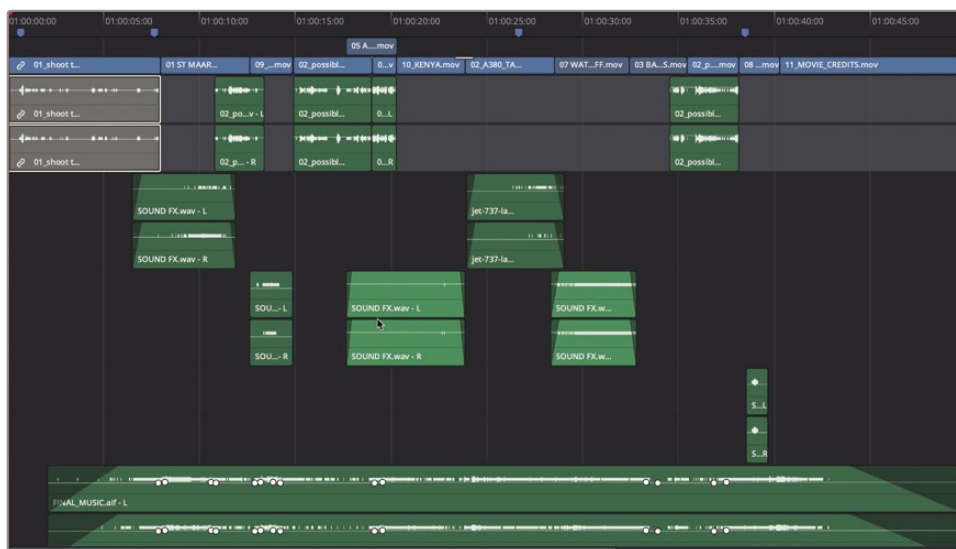 01:00:00:00 01:00:05:00 01:00:10:00 01:00:15:00 01:00:20:00 01:00:25:00 01:00:30:00 01:00:35:00 01:00:40:00 01:00:45:00
05 A....mov
01_shoot t... 01 ST MAAR... 09_...mov 02_possibl... 0...v 10_KENYA.mov 02_A380_TA... 07 WAT...FF.mov 03 BA...S.mov 02_p....mov 08 ...mov 11_MOVIE_CREDITS.mov
01_shoot t... 02_po...v - L 02_possibl... 0...L 02_possibl...
01_shoot t... 02_p... - R 02_possibl... 0...R 02_possibl...
SOUND FX.wav - L jet-737-la...
SOUND FX.wav - R jet-737-la...
SOU...- L SOUND FX.wav - L SOUND FX.w...
SOU...- R SOUND FX.wav - R SOUND FX.w...
S...L
S...R
FINAL_MUSIC.aif - L